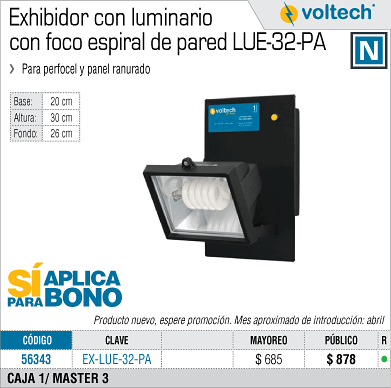 Exhibidor con luminario
con foco espiral de pared LUE-32-PA
voltech®
N
› Para perfocel y panel ranurado
Base: 20 cm
Altura: 30 cm
Fondo: 26 cm
voltech
SÍ APLICA
PARA BONO
Producto nuevo, espere promoción. Mes aproximado de introducción: abril
CÓDIGO CLAVE MAYOREO PÚBLICO R
56343 EX-LUE-32-PA $ 685 $ 878
CAJA 1/ MASTER 3